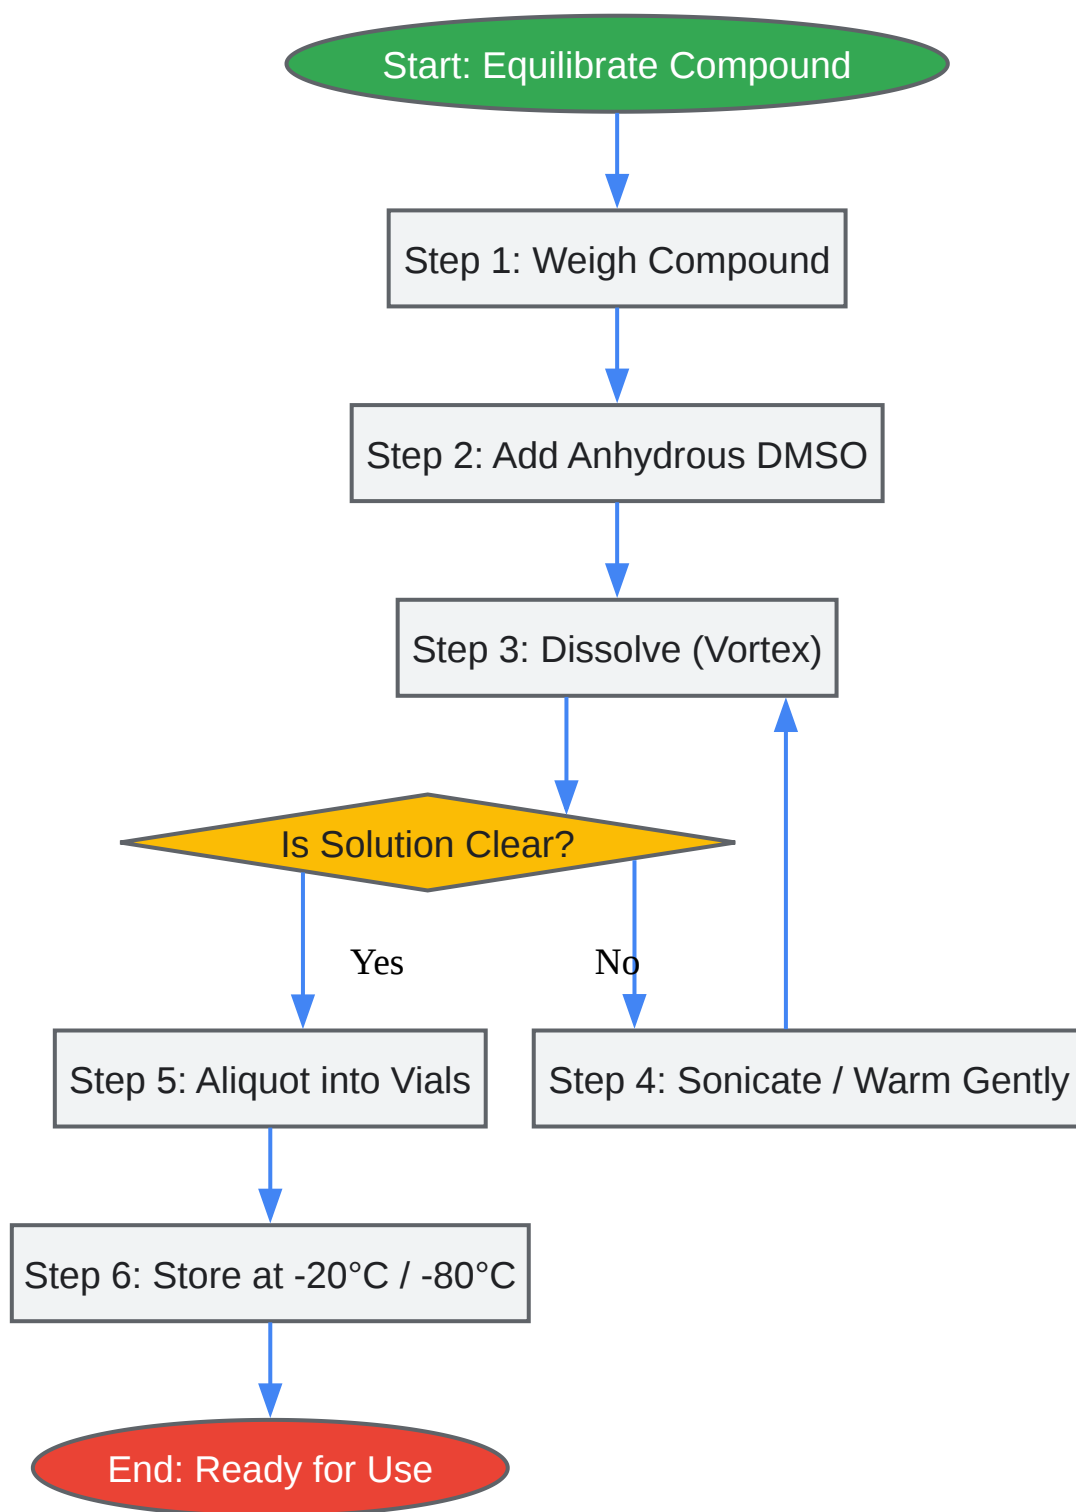 Start: Equilibrate Compound
Step 1: Weigh Compound
Step 2: Add Anhydrous DMSO
Step 3: Dissolve (Vortex)
Is Solution Clear?
Yes
No
Step 5: Aliquot into Vials
Step 4: Sonicate / Warm Gently
Step 6: Store at -20°C / -80°C
End: Ready for Use